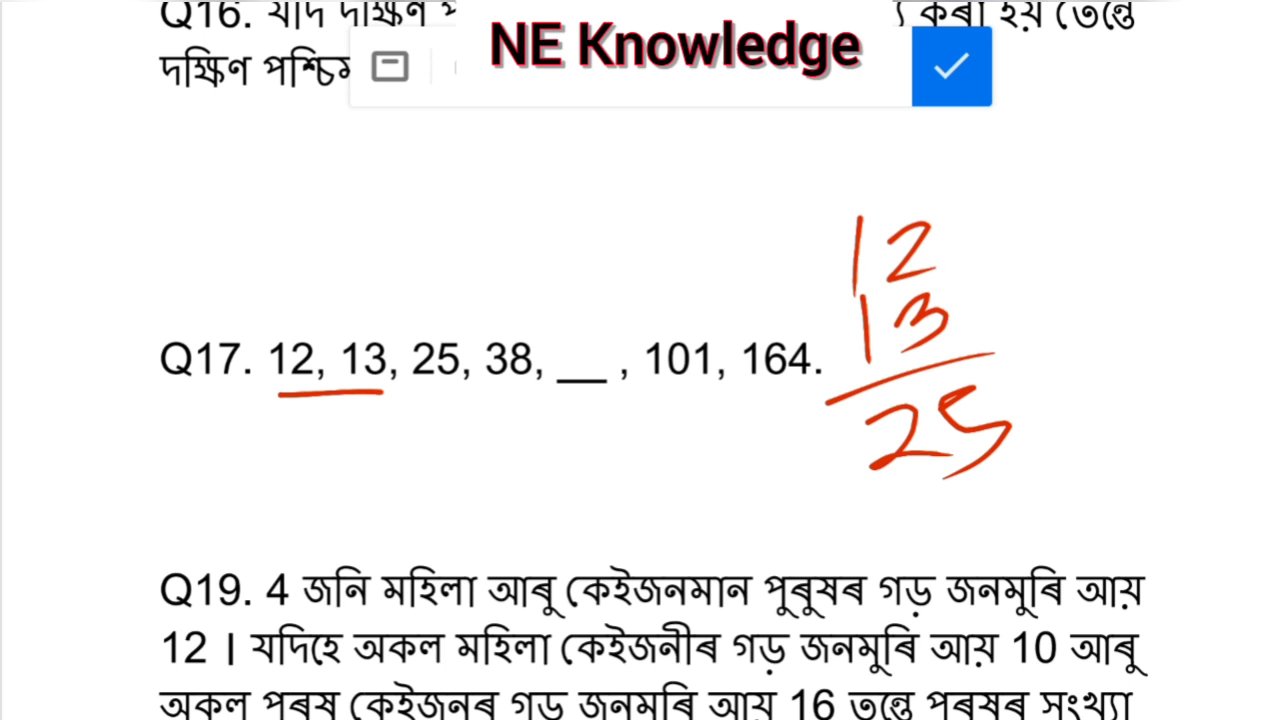 Q16. যদি দক্ষিণ কৰা হয় তেন্তে
NE Knowledge
দক্ষিণ
12
13
Q17. 12, 13, 25, 38, __ , 101, 164.
25
Q19. 4 জনি মহিলা আৰু কেইজনমান পুৰুষৰ গড় জনমুৰি আয়
12 । যদিহে অকল মহিলা কেইজনীৰ গড় জনমুৰি আয় 10 আৰু
অকল পুৰুষ কেইজনৰ গড় জনমুৰি আয় 16 তেন্তে পুৰুষৰ সংখ্যা